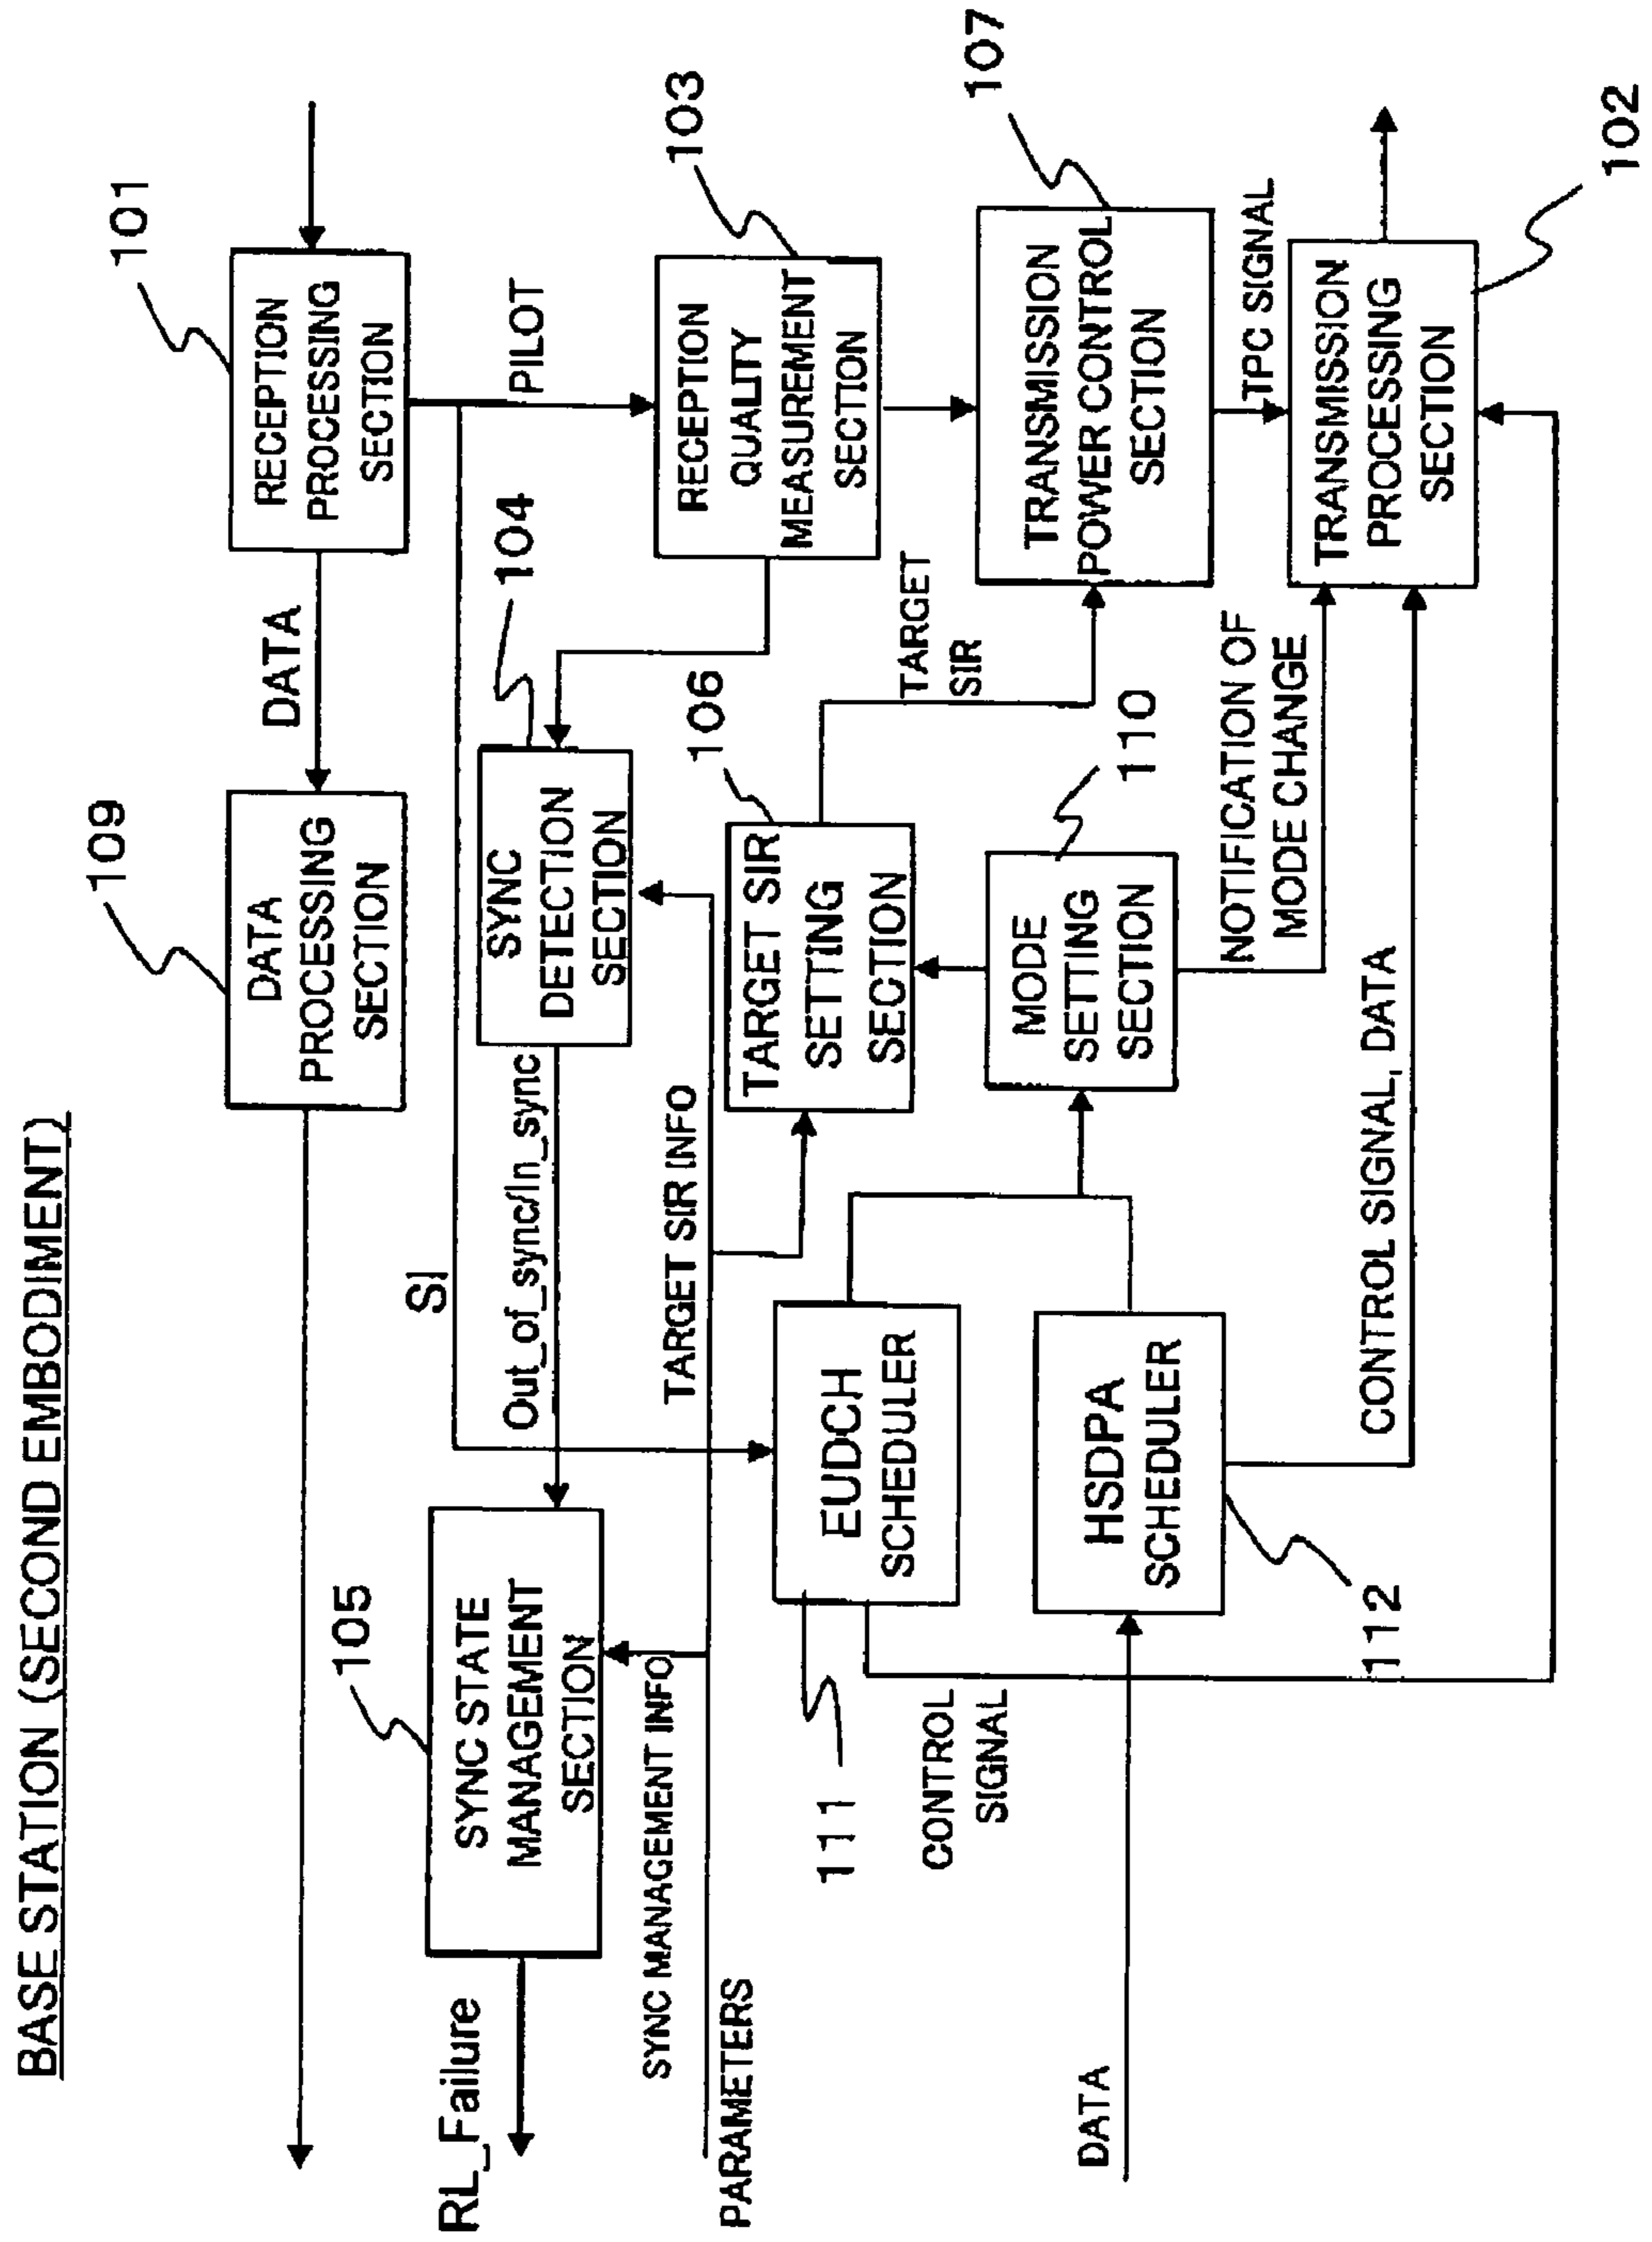 BASE STATION (SECOND EMBODIMENT)
109
101
DATA
PROCESSING
SECTION
DATA
RECEPTION
PROCESSING
SECTION
SI
PILOT
105
104
103
RL_Failure
SYNC STATE
MANAGEMENT
SECTION
Out_of_sync/In_sync
SYNC
DETECTION
SECTION
RECEPTION
QUALITY
MEASUREMENT
SECTION
SYNC MANAGEMENT INFO
TARGET SIR INFO
106
PARAMETERS
TARGET SIR
SETTING
SECTION
TARGET
SIR
107
111
EUDCH
SCHEDULER
CONTROL
SIGNAL
MODE
SETTING
SECTION
110
TRANSMISSION
POWER CONTROL
SECTION
DATA
HSDPA
SCHEDULER
112
NOTIFICATION OF
MODE CHANGE
TPC SIGNAL
CONTROL SIGNAL, DATA
TRANSMISSION
PROCESSING
SECTION
102